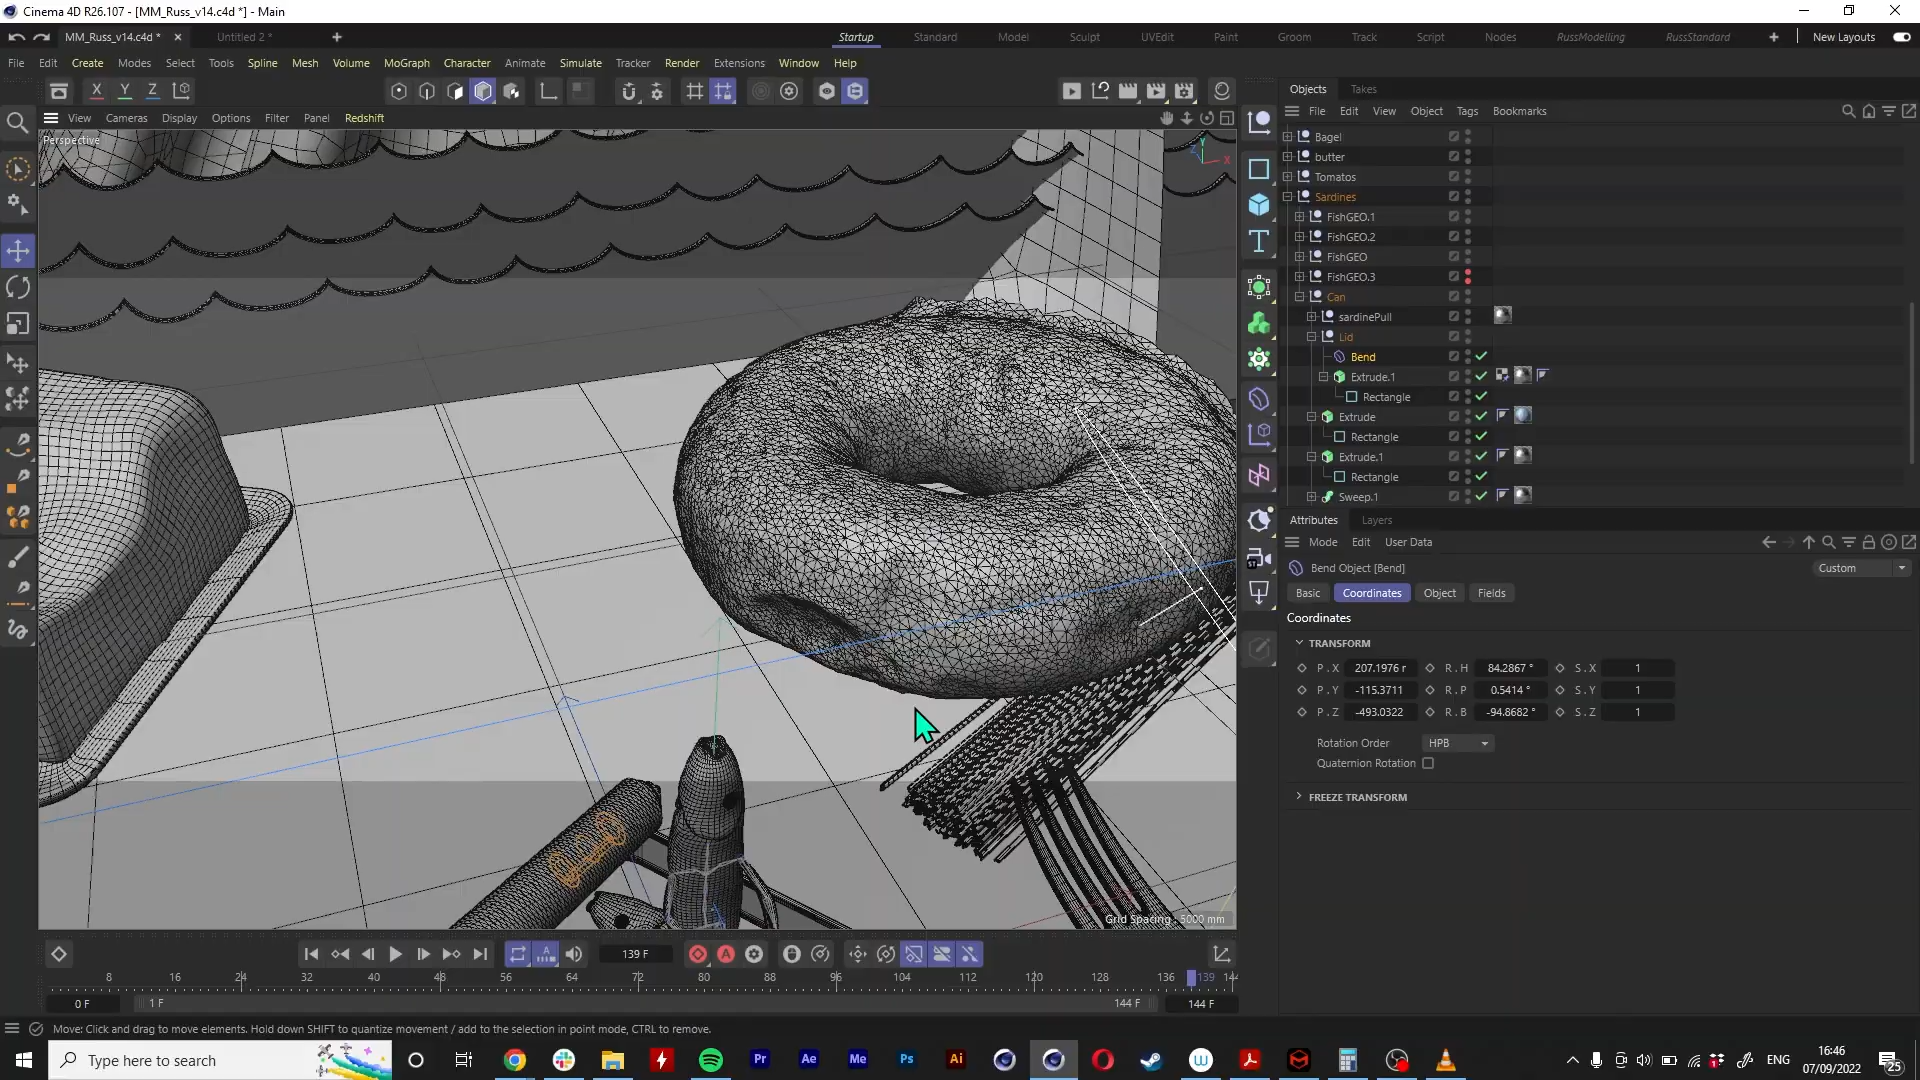 Cinema 4D R26.107 - [MM_Russ_v14.c4d *] - Main
MM_Russ_v14.c4d *
Untitled 2 *
Startup Standard Model Sculpt UVEdit Paint Groom Track Script Nodes RussModelling RussStandard New Layouts
File Edit Create Modes Select Tools Spline Mesh Volume MoGraph Character Animate Simulate Tracker Render Extensions Window Help
X Y Z
View Cameras Display Options Filter Panel Redshift
Perspective
Y
Z X
Grid Spacing : 5000 mm
Objects Takes
File Edit View Object Tags Bookmarks
Bagel
butter
Tomatos
Sardines
FishGEO.1
FishGEO.2
FishGEO
FishGEO.3
Can
sardinePull
Lid
Bend
Extrude.1
Rectangle
Extrude
Rectangle
Extrude.1
Rectangle
Sweep.1
Attributes Layers
Mode Edit User Data
Bend Object [Bend]
Custom
Basic Coordinates Object Fields
Coordinates
TRANSFORM
P . X 207.1976 r R . H 84.2867 ° S . X 1
P . Y -115.3711 R . P 0.5414 ° S . Y 1
P . Z -493.0322 R . B -94.8682 ° S . Z 1
Rotation Order HPB
Quaternion Rotation
FREEZE TRANSFORM
139 F
8 16 24 32 40 48 56 64 72 80 88 96 104 112 120 128 136 139 144
0 F 1 F 144 F 144 F
Move: Click and drag to move elements. Hold down SHIFT to quantize movement / add to the selection in point mode, CTRL to remove.
Type here to search
Pr Ae Me Ps Ai
ENG
16:46
07/09/2022
25